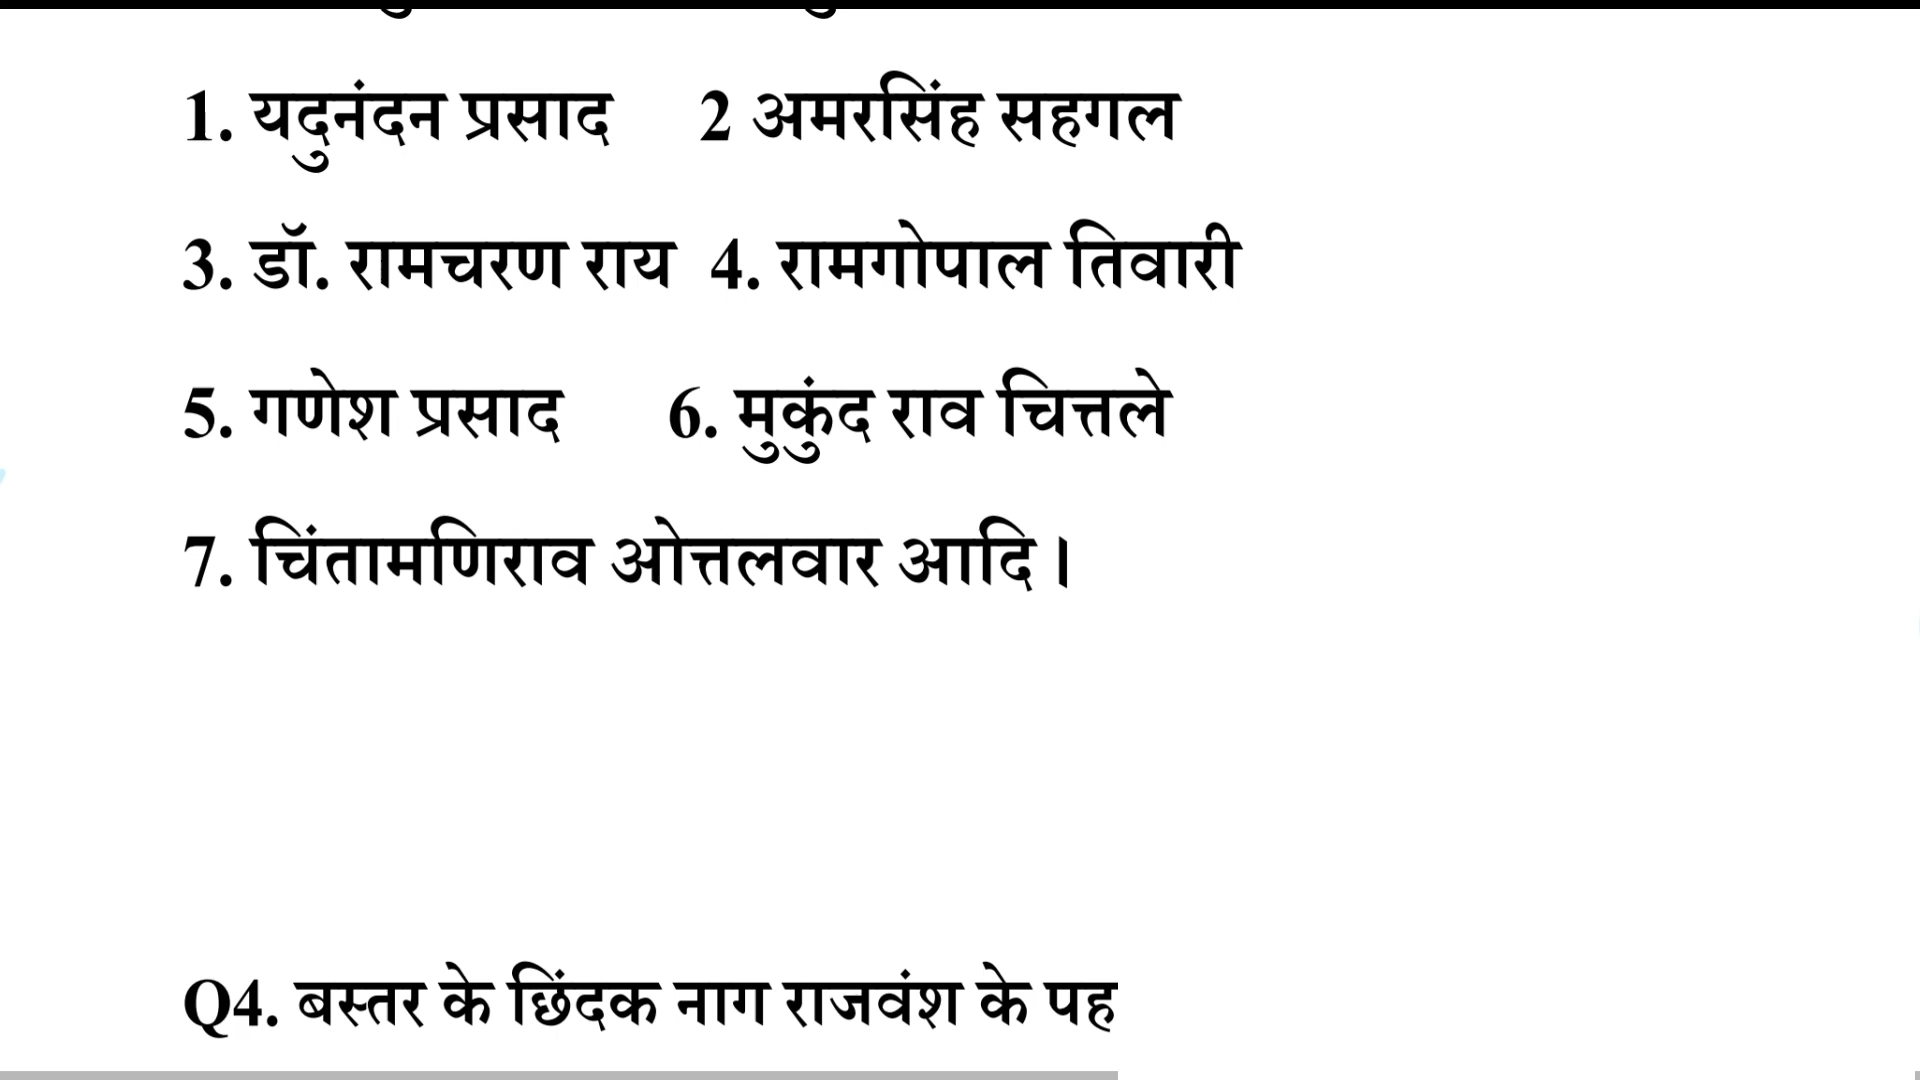 1. यदुनंदन प्रसाद 2 अमरसिंह सहगल
3. डॉ. रामचरण राय 4. रामगोपाल तिवारी
5. गणेश प्रसाद 6. मुकुंद राव चित्तले
7. चिंतामणिराव ओत्तलवार आदि।
Q4. बस्तर के छिंदक नाग राजवंश के पह